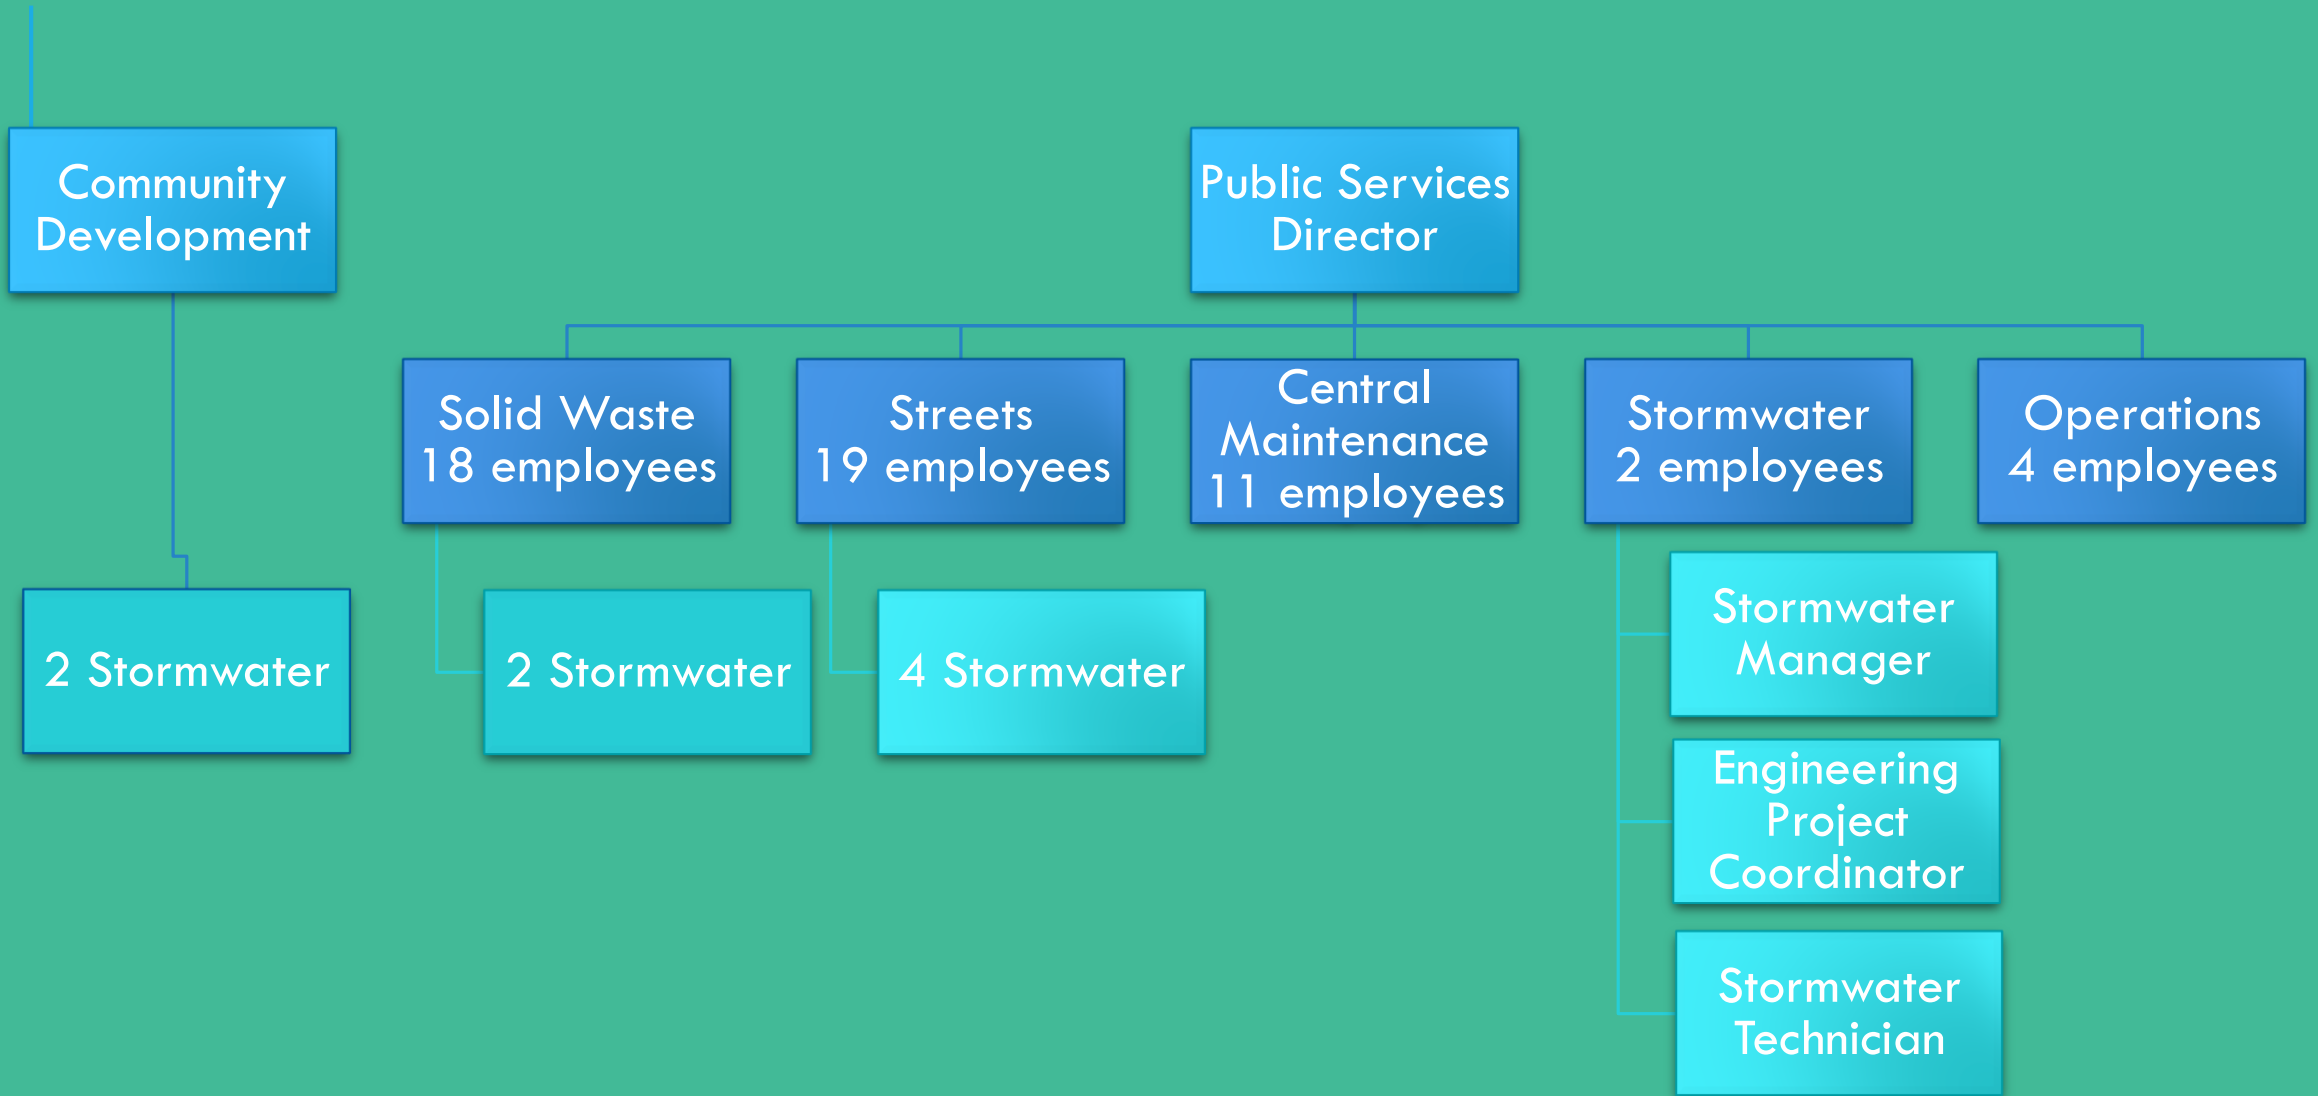 Community
Development
Public Services
Director
Solid Waste
18 employees
Streets
19 employees
Central
Maintenance
11 employees
Stormwater
2 employees
Operations
4 employees
2 Stormwater
2 Stormwater
4 Stormwater
Stormwater
Manager
Engineering
Project
Coordinator
Stormwater
Technician